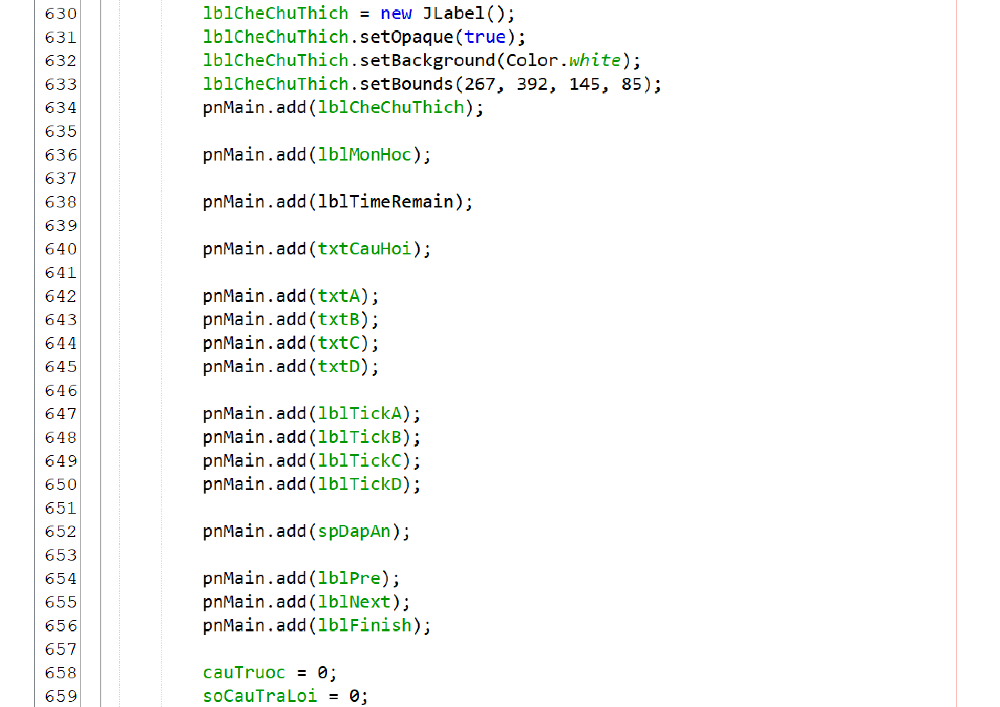 630 lblCheChuThich = new JLabel();
631 lblCheChuThich.setOpaque(true);
632 lblCheChuThich.setBackground(Color.white);
633 lblCheChuThich.setBounds(267, 392, 145, 85);
634 pnMain.add(lblCheChuThich);
635
636 pnMain.add(lblMonHoc);
637
638 pnMain.add(lblTimeRemain);
639
640 pnMain.add(txtCauHoi);
641
642 pnMain.add(txtA);
643 pnMain.add(txtB);
644 pnMain.add(txtC);
645 pnMain.add(txtD);
646
647 pnMain.add(lblTickA);
648 pnMain.add(lblTickB);
649 pnMain.add(lblTickC);
650 pnMain.add(lblTickD);
651
652 pnMain.add(spDapAn);
653
654 pnMain.add(lblPre);
655 pnMain.add(lblNext);
656 pnMain.add(lblFinish);
657
658 cauTruoc = 0;
659 soCauTraLoi = 0;